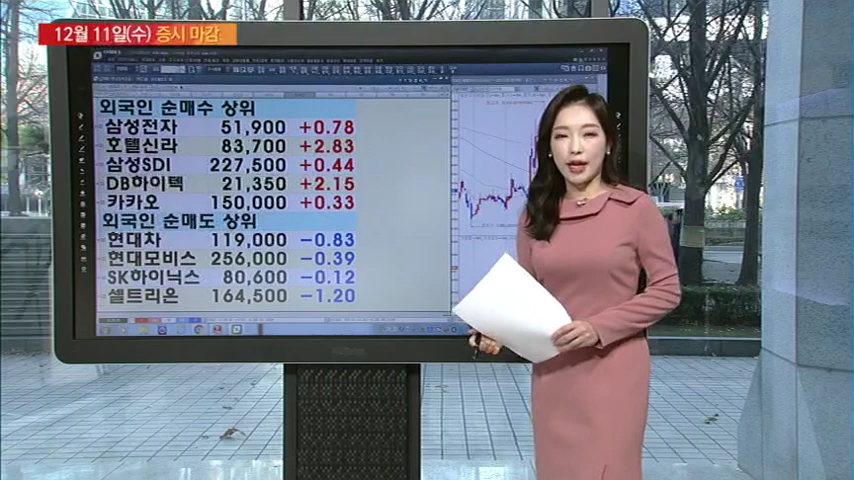 12월 11일(수) 증시 마감
외국인 순매수 상위
삼성전자 51,900 +0.78
호텔신라 83,700 +2.83
삼성SDI 227,500 +0.44
DB하이텍 21,350 +2.15
카카오 150,000 +0.33
외국인 순매도 상위
현대차 119,000 -0.83
현대모비스 256,000 -0.39
SK하이닉스 80,600 -0.12
셀트리온 164,500 -1.20